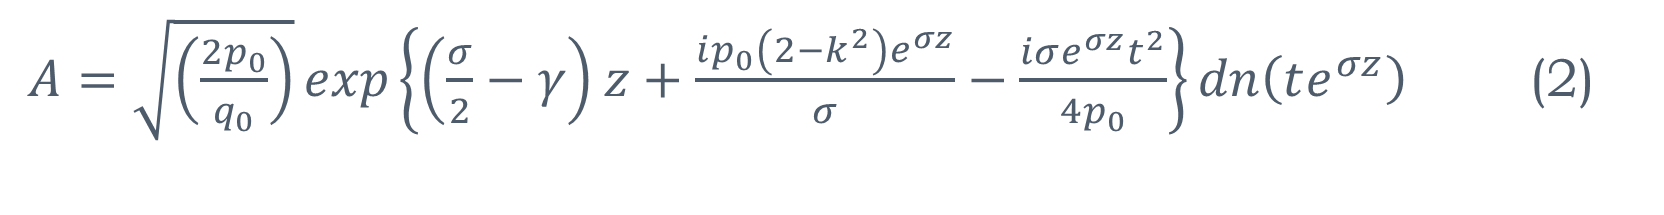 A = √(2p₀/q₀) exp{(σ/2 − γ) z + ip₀(2−k²)e^{σz}/σ − iσe^{σz}t²/4p₀} dn(te^{σz}) (2)